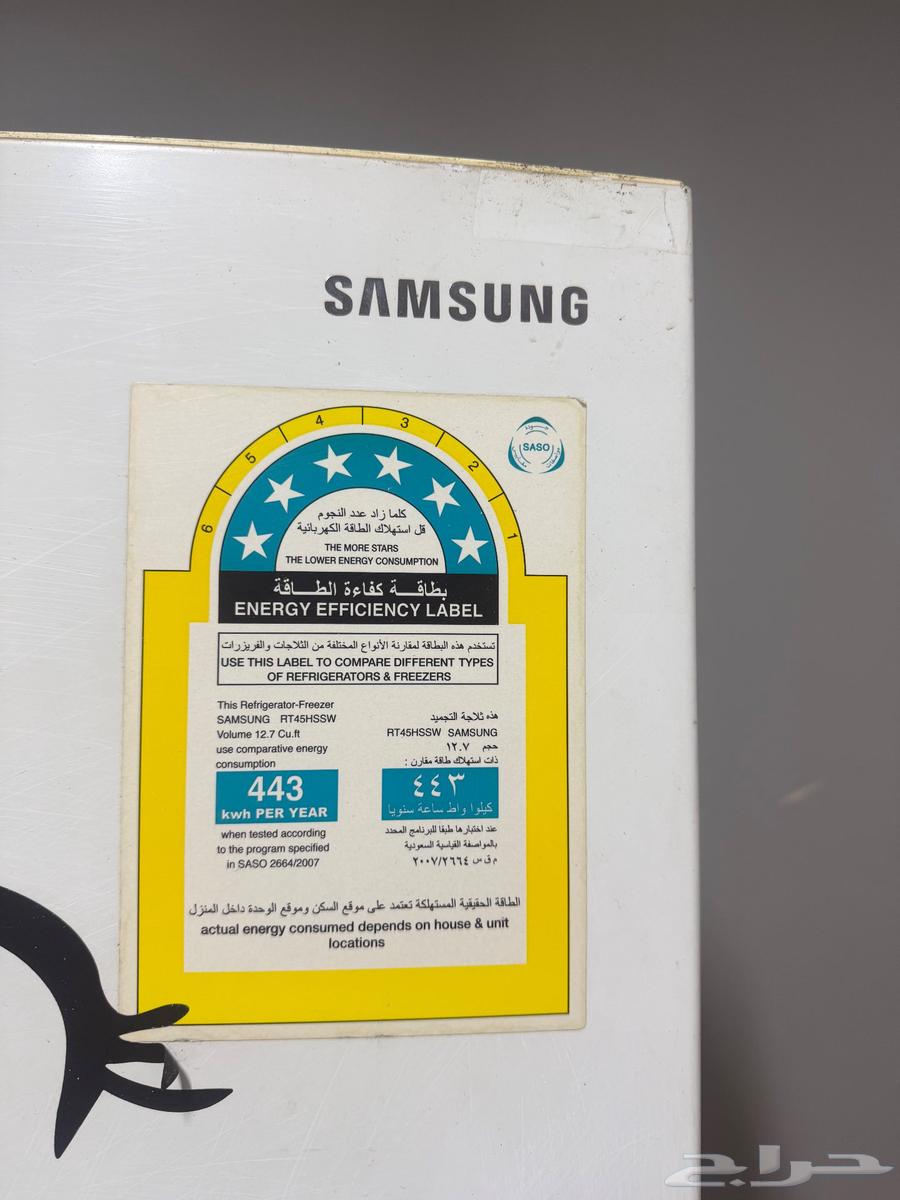 SAMSUNG
6 5 4 3 2 1
جودة
SASO
كلما زاد عدد النجوم
قل استهلاك الطاقة الكهربائية
THE MORE STARS
THE LOWER ENERGY CONSUMPTION
بطاقة كفاءة الطاقة
ENERGY EFFICIENCY LABEL
تستخدم هذه البطاقة لمقارنة الأنواع المختلفة من الثلاجات والفريزرات
USE THIS LABEL TO COMPARE DIFFERENT TYPES
OF REFRIGERATORS & FREEZERS
This Refrigerator-Freezer
SAMSUNG RT45HSSW
Volume 12.7 Cu.ft
use comparative energy
consumption
443
kwh PER YEAR
when tested according
to the program specified
in SASO 2664/2007
هذه ثلاجة التجميد
RT45HSSW SAMSUNG
حجم ١٢.٧
ذات استهلاك طاقة مقارن :
٤٤٣
كيلوا واط ساعة سنويا
عند اختبارها طبقا للبرنامج المحدد
بالمواصفة القياسية السعودية
م ق س ٢٠٠٧/٢٦٦٤
الطاقة الحقيقية المستهلكة تعتمد على موقع السكن وموقع الوحدة داخل المنزل
actual energy consumed depends on house & unit
locations
حراج